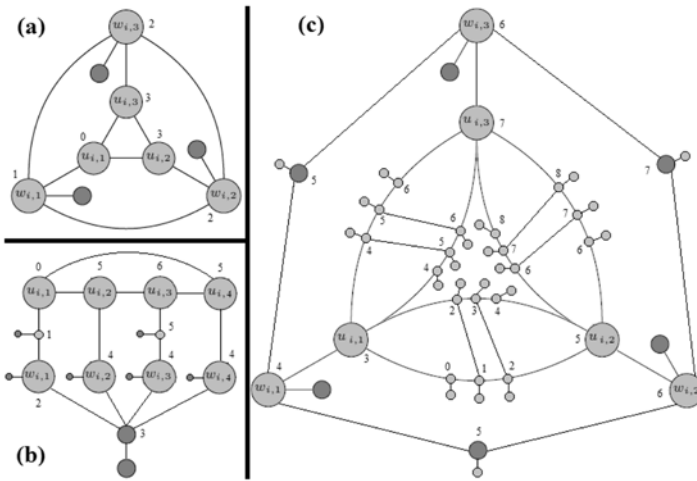 (a)
w_{i,3} 2
3
u_{i,3}
0 3
u_{i,1} u_{i,2}
1
w_{i,1} w_{i,2}
2
0 5 6 5
u_{i,1} u_{i,2} u_{i,3} u_{i,4}
1 5
4 4 4
w_{i,1} w_{i,2} w_{i,3} w_{i,4}
2
3
(b)
(c)
w_{i,3} 6
u_{i,3}
7
5 7
6 8
5 7
4 6
6 8
5 7
4 6
2 3 4
u_{i,1} 5 u_{i,2}
3
4 0 1 2
w_{i,1} 6 w_{i,2}
5